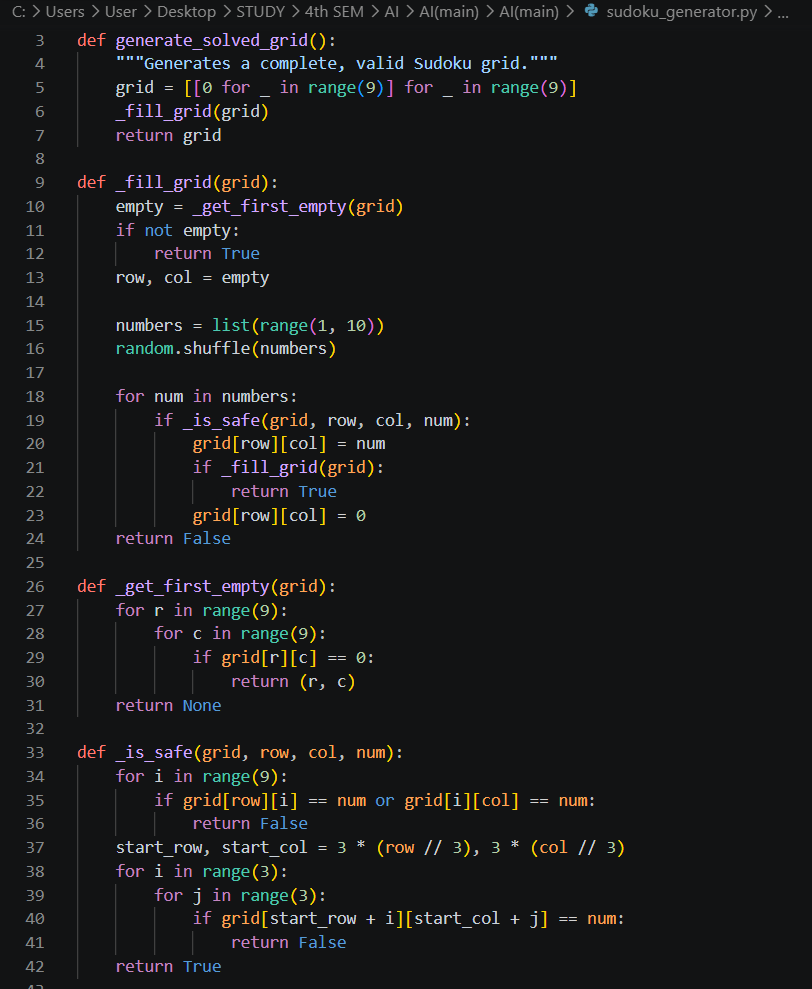 C: > Users > User > Desktop > STUDY > 4th SEM > AI > AI(main) > AI(main) > sudoku_generator.py > ...
3 def generate_solved_grid():
4     """Generates a complete, valid Sudoku grid."""
5     grid = [[0 for _ in range(9)] for _ in range(9)]
6     _fill_grid(grid)
7     return grid
8
9 def _fill_grid(grid):
10     empty = _get_first_empty(grid)
11     if not empty:
12         return True
13     row, col = empty
14
15     numbers = list(range(1, 10))
16     random.shuffle(numbers)
17
18     for num in numbers:
19         if _is_safe(grid, row, col, num):
20             grid[row][col] = num
21             if _fill_grid(grid):
22                 return True
23             grid[row][col] = 0
24     return False
25
26 def _get_first_empty(grid):
27     for r in range(9):
28         for c in range(9):
29             if grid[r][c] == 0:
30                 return (r, c)
31     return None
32
33 def _is_safe(grid, row, col, num):
34     for i in range(9):
35         if grid[row][i] == num or grid[i][col] == num:
36             return False
37     start_row, start_col = 3 * (row // 3), 3 * (col // 3)
38     for i in range(3):
39         for j in range(3):
40             if grid[start_row + i][start_col + j] == num:
41                 return False
42     return True